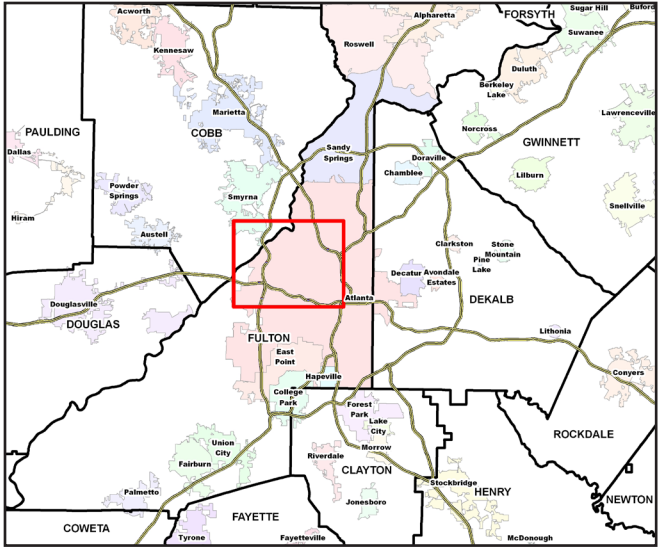 Acworth
Kennesaw
Alpharetta
FORSYTH
Sugar Hill
Buford
Suwanee
Roswell
Duluth
Berkeley
Lake
Marietta
COBB
PAULDING
Dallas
Norcross
Lawrenceville
GWINNETT
Sandy
Springs
Doraville
Chamblee
Lilburn
Snellville
Powder
Springs
Smyrna
Hiram
Austell
Clarkston
Stone
Mountain
Pine
Lake
Decatur
Avondale
Estates
Atlanta
DEKALB
Douglasville
DOUGLAS
Lithonia
FULTON
East
Point
Hapeville
Conyers
College
Park
Forest
Park
Lake
City
Morrow
ROCKDALE
Union
City
Fairburn
Riverdale
CLAYTON
Stockbridge
HENRY
NEWTON
Palmetto
Jonesboro
COWETA
FAYETTE
Tyrone
Fayetteville
McDonough